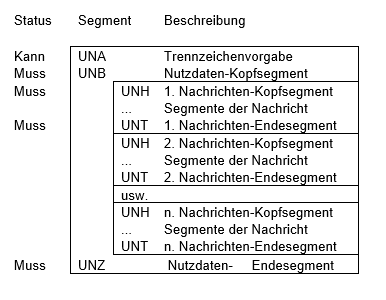 Status Segment Beschreibung
Kann UNA Trennzeichenvorgabe
Muss UNB Nutzdaten-Kopfsegment
Muss UNH 1. Nachrichten-Kopfsegment
... Segmente der Nachricht
Muss UNT 1. Nachrichten-Endesegment
UNH 2. Nachrichten-Kopfsegment
... Segmente der Nachricht
UNT 2. Nachrichten-Endesegment
usw.
UNH n. Nachrichten-Kopfsegment
... Segmente der Nachricht
UNT n. Nachrichten-Endesegment
Muss UNZ Nutzdaten- Endesegment